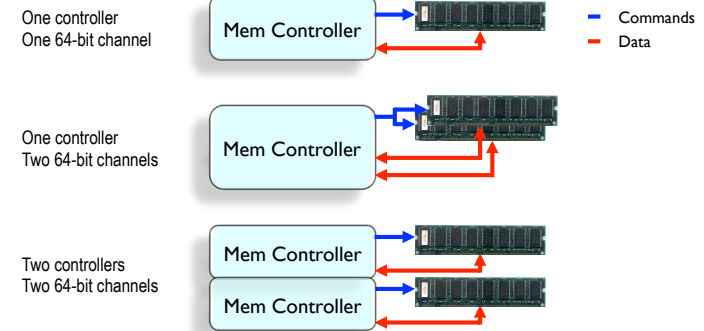 One controller
One 64-bit channel
Mem Controller
Commands
Data
One controller
Two 64-bit channels
Mem Controller
Two controllers
Two 64-bit channels
Mem Controller
Mem Controller